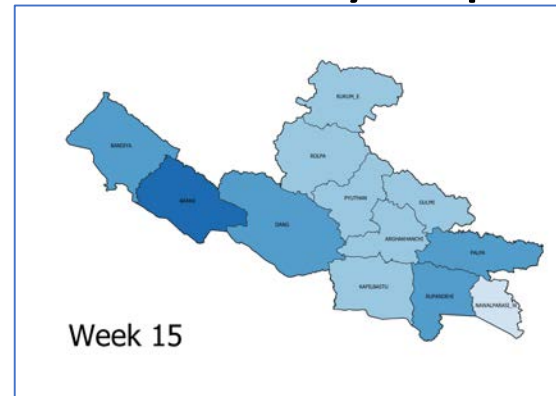 RUKUM_E
ROLPA
BARDIYA
PYUTHAN
GULMI
BANKE
DANG
ARGHAKHANCHI
PALPA
KAPILBASTU
RUPANDEHI
NAWALPARASI_W
Week 15